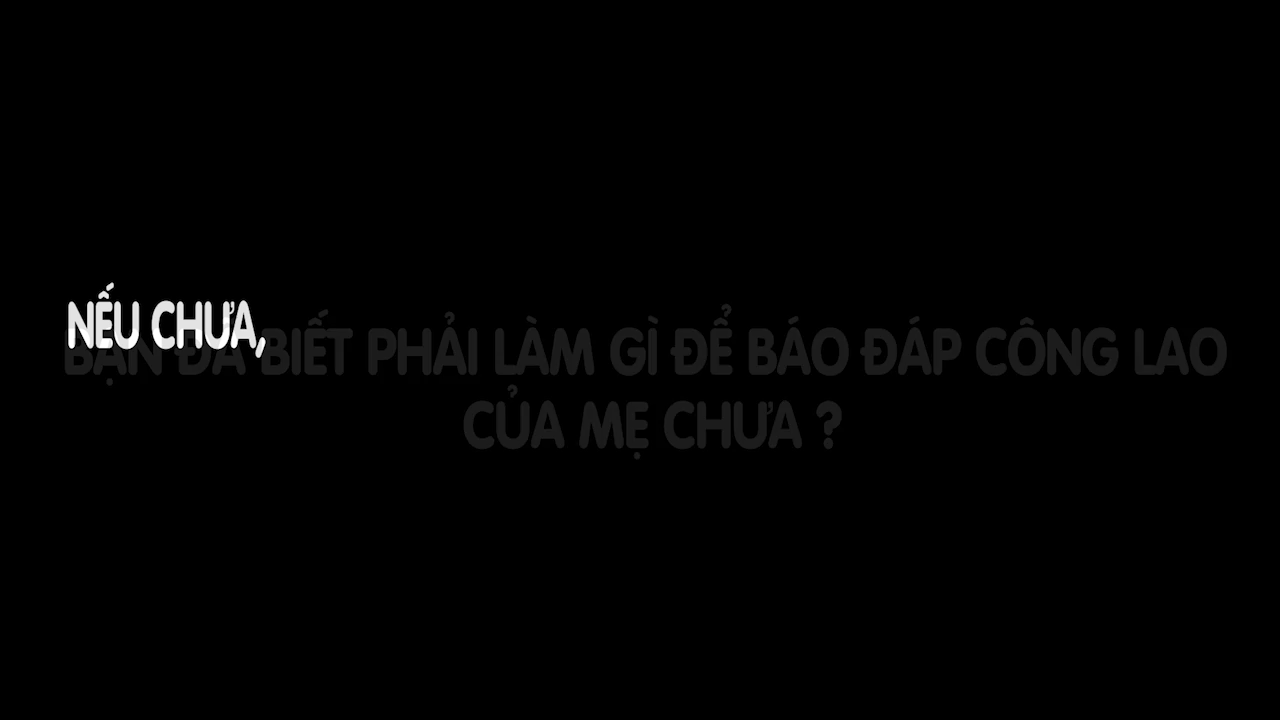 NẾU CHƯA,
BẠN ĐÃ BIẾT PHẢI LÀM GÌ ĐỂ BÁO ĐÁP CÔNG LAO
CỦA MẸ CHƯA ?